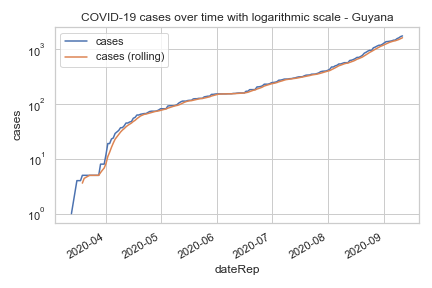 COVID-19 cases over time with logarithmic scale - Guyana
cases
cases (rolling)
10³
10²
10¹
10⁰
cases
2020-04
2020-05
2020-06
2020-07
2020-08
2020-09
dateRep